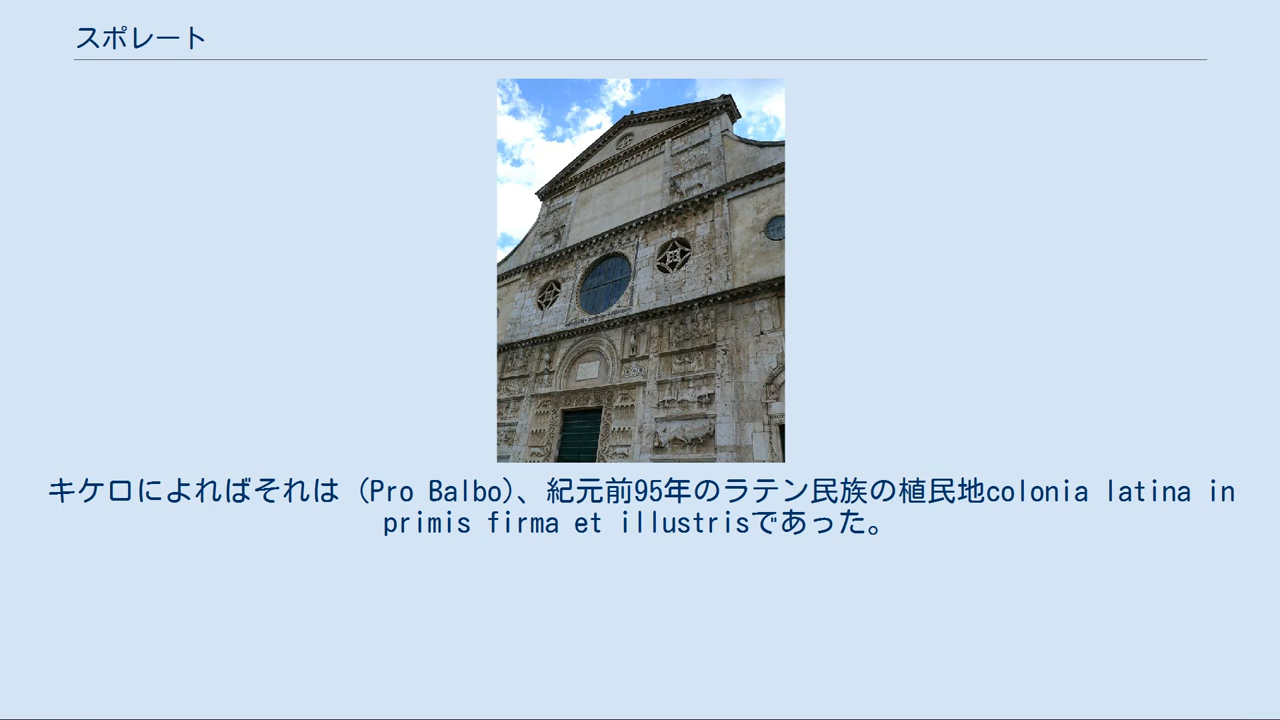 スポレート
キケロによればそれは (Pro Balbo)、紀元前95年のラテン民族の植民地colonia latina in
primis firma et illustrisであった。